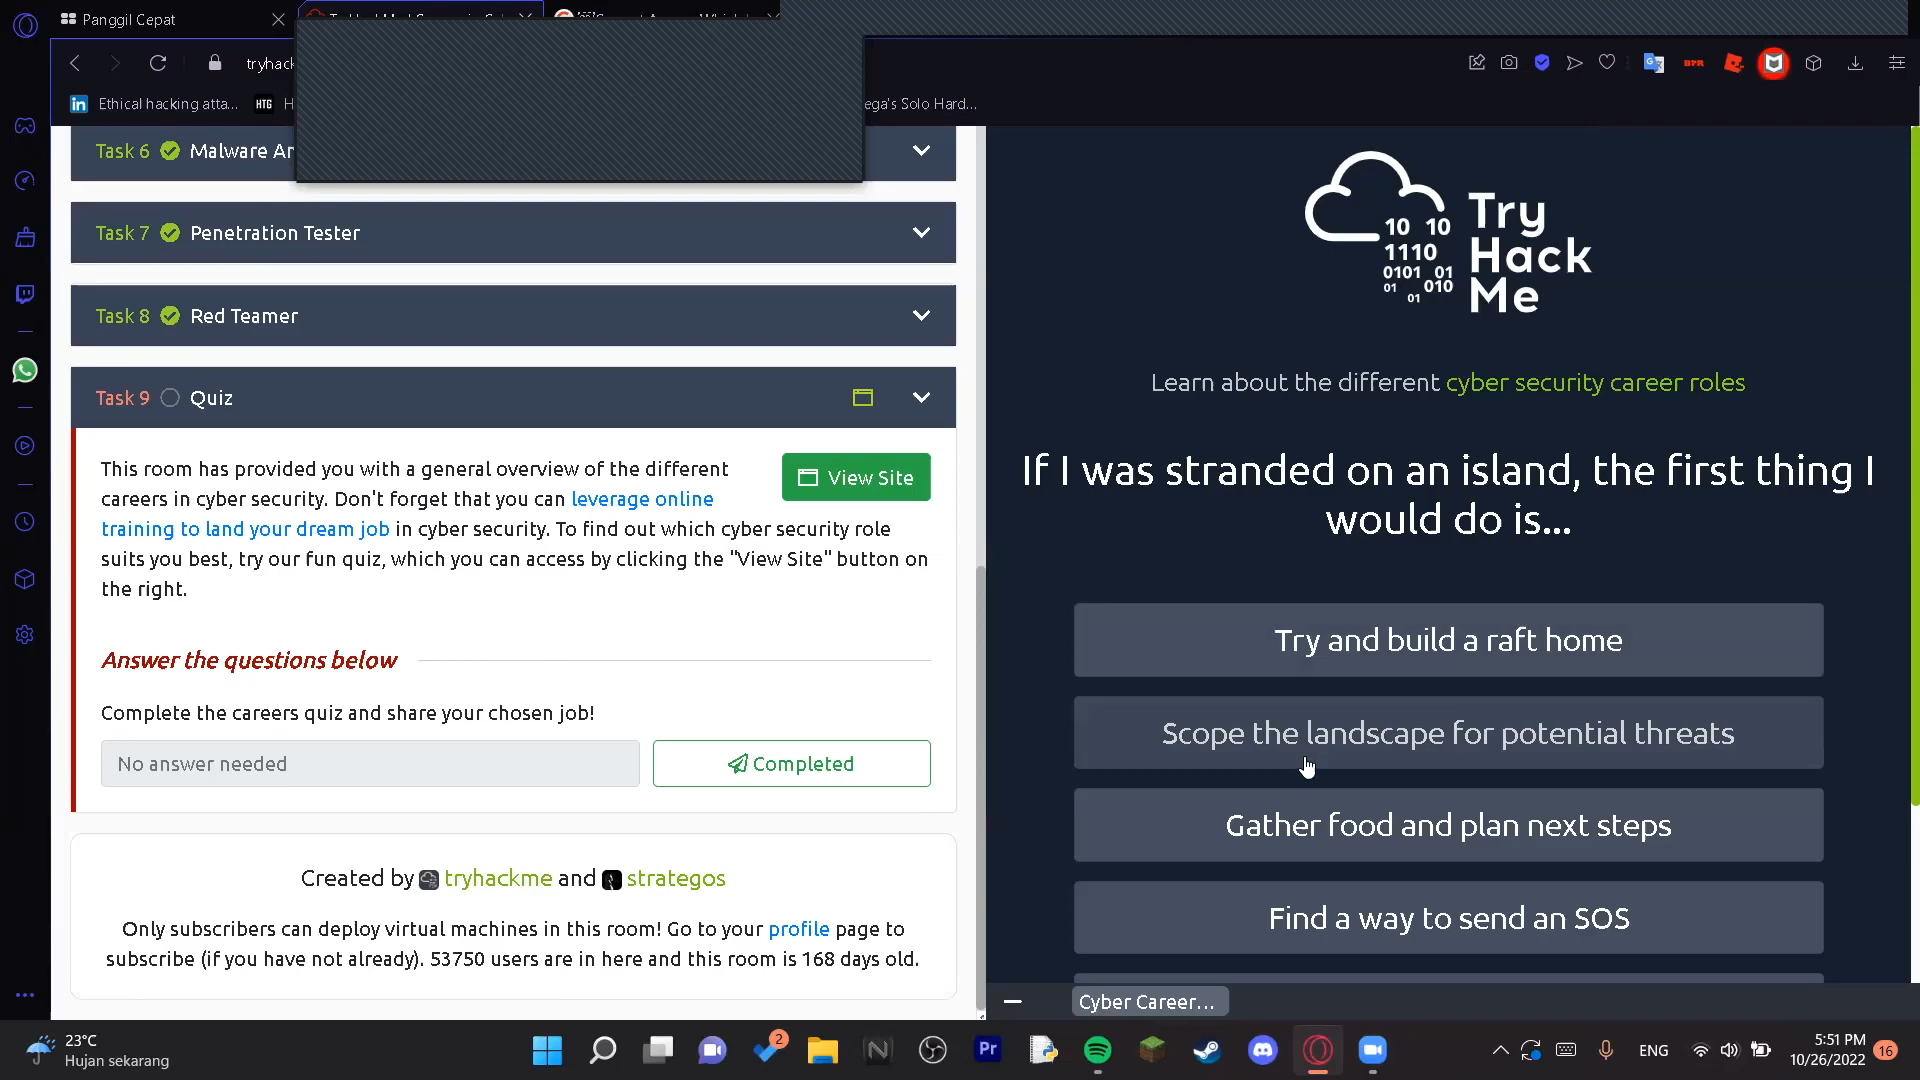 Panggil Cepat
tryhack
Ethical hacking atta...
HTG
H
ega's Solo Hard...
BPR
Task 6
Malware An
Task 7
Penetration Tester
Task 8
Red Teamer
Task 9
Quiz
This room has provided you with a general overview of the different
careers in cyber security. Don't forget that you can leverage online
training to land your dream job in cyber security. To find out which cyber security role
suits you best, try our fun quiz, which you can access by clicking the "View Site" button on
the right.
View Site
Answer the questions below
Complete the careers quiz and share your chosen job!
No answer needed
Completed
Created by tryhackme and strategos
Only subscribers can deploy virtual machines in this room! Go to your profile page to
subscribe (if you have not already). 53750 users are in here and this room is 168 days old.
10 10
1110
0101 01
01 010
01
Try
Hack
Me
Learn about the different cyber security career roles
If I was stranded on an island, the first thing I
would do is...
Try and build a raft home
Scope the landscape for potential threats
Gather food and plan next steps
Find a way to send an SOS
Cyber Career...
23°C
Hujan sekarang
2
Pr
ENG
5:51 PM
10/26/2022
16